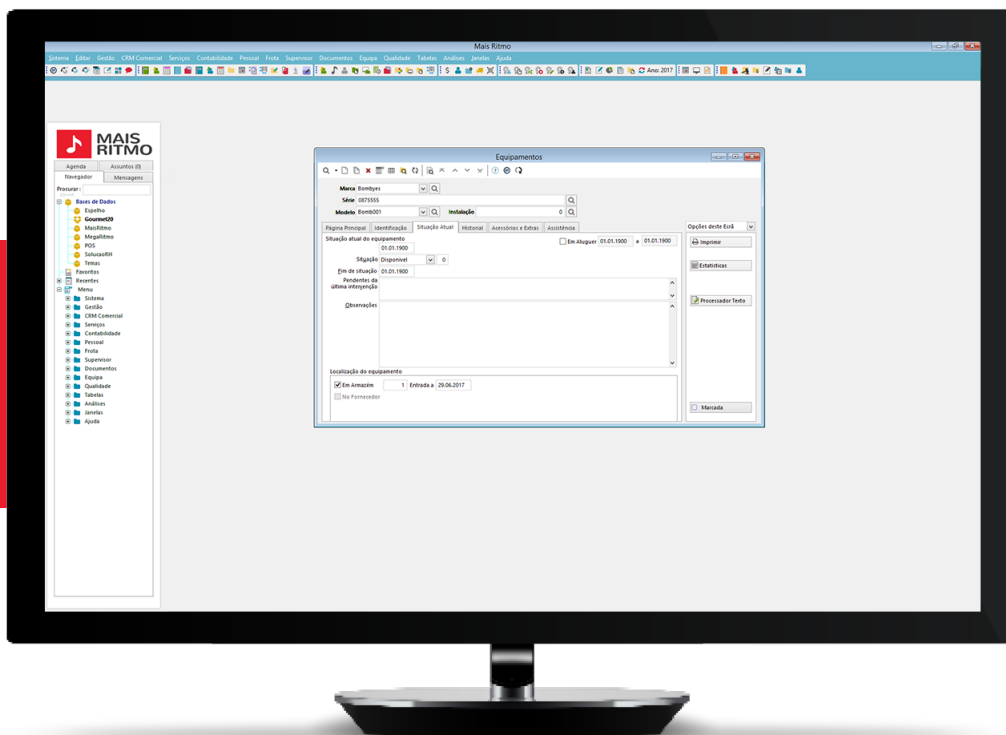 Mais Ritmo
Sistema Editar Gestão CRM Comercial Serviços Contabilidade Pessoal Frota Supervisor Documentos Equipa Qualidade Tabelas Análises Janelas Ajuda
Ano: 2017
MAIS
RITMO
Agenda Assuntos (0)
Navegador Mensagens
Procurar :
Bases de Dados
Espelho
Gourmet20
MaisRitmo
MegaRitmo
POS
SolucaoRH
Temas
Favoritos
Recentes
Menu
Sistema
Gestão
CRM Comercial
Serviços
Contabilidade
Pessoal
Frota
Supervisor
Documentos
Equipa
Qualidade
Tabelas
Análises
Janelas
Ajuda
Equipamentos
Marca Bombyes
Série 0875555
Modelo Bomb001 Instalação 0
Página Principal Identificação Situação Atual Historial Acessórios e Extras Assistência
Situação atual do equipamento
01.01.1900
Em Aluguer 01.01.1900 a 01.01.1900
Situação Disponivel 0
Fim de situação 01.01.1900
Pendentes da
última intervenção
Observações
Localização do equipamento
Em Armazém 1 Entrada a 29.06.2017
No Fornecedor
Opções deste Ecrã
Imprimir
Estatísticas
Processador Texto
Marcada